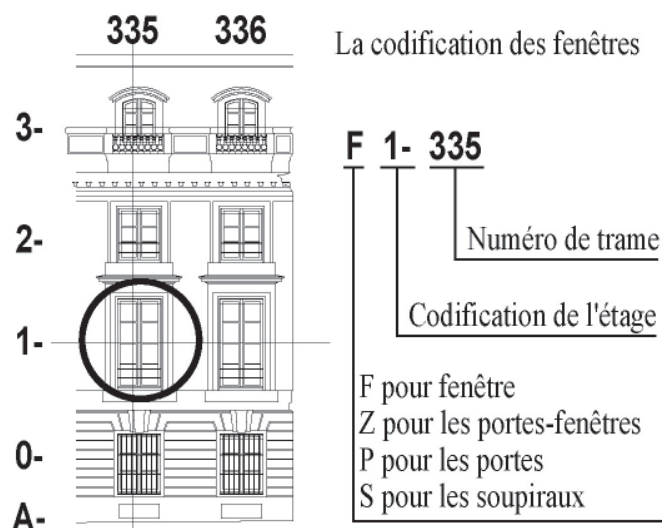 335 336
La codification des fenêtres
3-
F 1- 335
2-
Numéro de trame
1-
Codification de l'étage
F pour fenêtre
Z pour les portes-fenêtres
0-
P pour les portes
S pour les soupiraux
A-